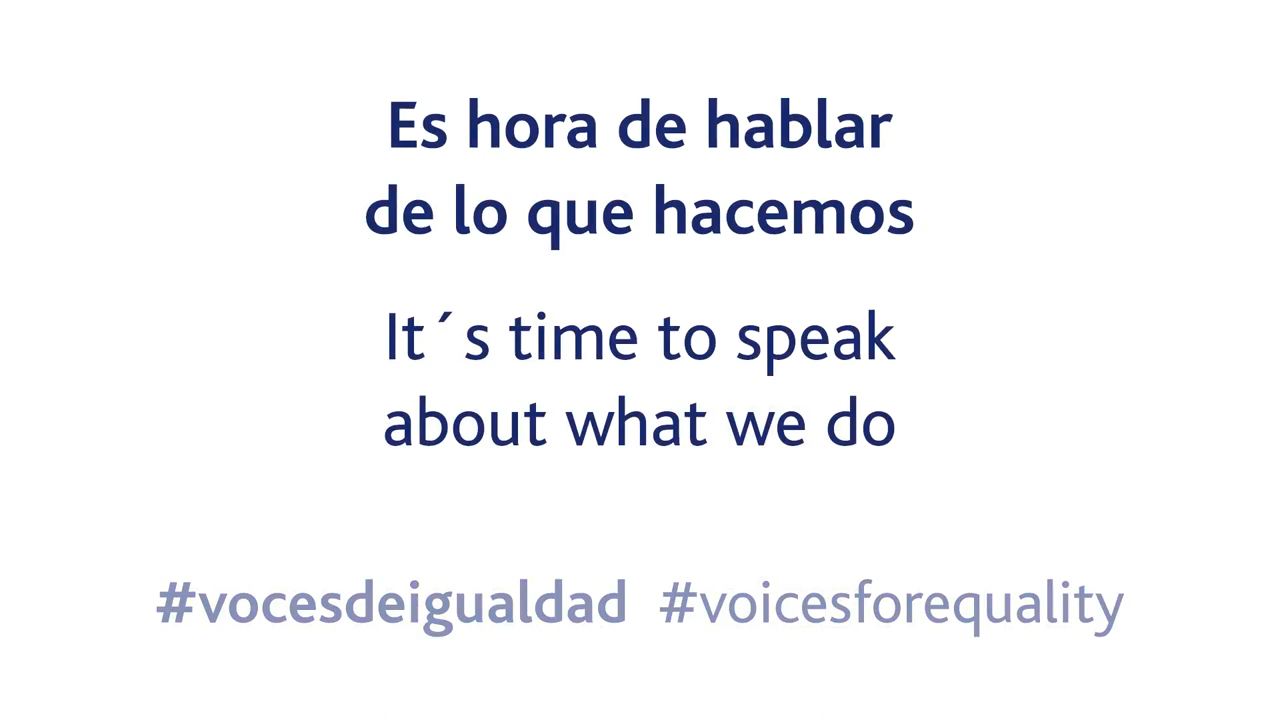 Es hora de hablar
de lo que hacemos
It´s time to speak
about what we do
#vocesdeigualdad #voicesforequality